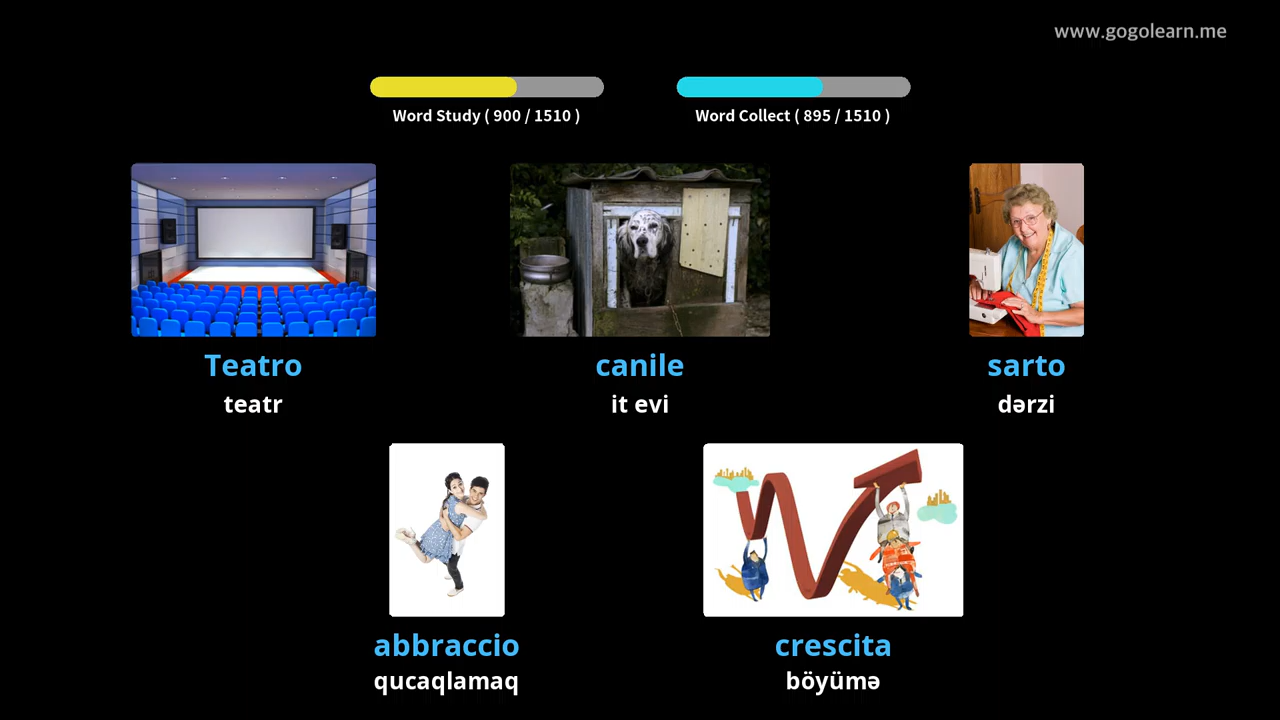 www.gogolearn.me
Word Study ( 900 / 1510 )
Word Collect ( 895 / 1510 )
Teatro
canile
sarto
teatr
it evi
dərzi
abbraccio
crescita
qucaqlamaq
böyümə